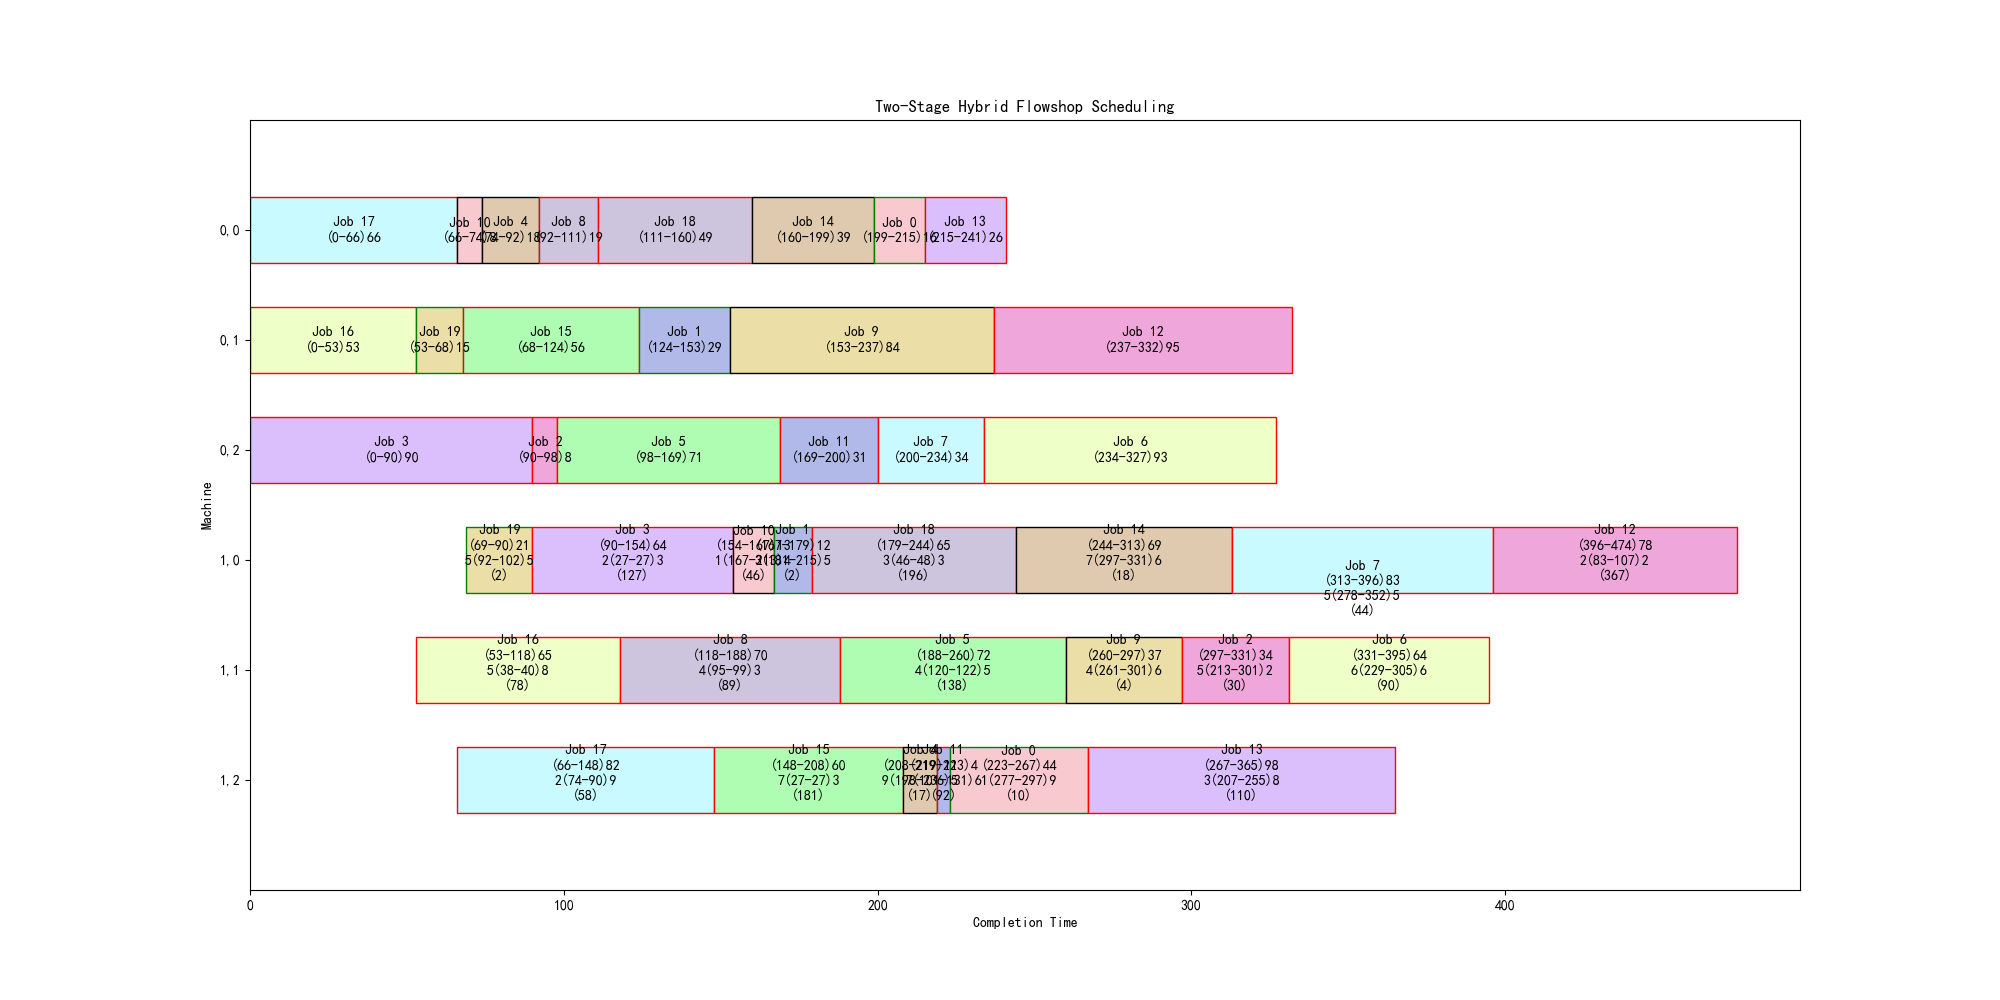 Two-Stage Hybrid Flowshop Scheduling
0,0
Job 17
(0-66)66
Job 10
(66-74)8
Job 4
(74-92)18
Job 8
(92-111)19
Job 18
(111-160)49
Job 14
(160-199)39
Job 0
(199-215)16
Job 13
(215-241)26
0,1
Job 16
(0-53)53
Job 19
(53-68)15
Job 15
(68-124)56
Job 1
(124-153)29
Job 9
(153-237)84
Job 12
(237-332)95
0,2
Job 3
(0-90)90
Job 2
(90-98)8
Job 5
(98-169)71
Job 11
(169-200)31
Job 7
(200-234)34
Job 6
(234-327)93
Machine
1,0
Job 19
(69-90)21
5(92-102)5
(2)
Job 3
(90-154)64
2(27-27)3
(127)
Job 10
(154-167)13
(46)
Job 1
(167-179)12
(2)
Job 18
(179-244)65
3(46-48)3
(196)
Job 14
(244-313)69
7(297-331)6
(18)
Job 7
(313-396)83
5(278-352)5
(44)
Job 12
(396-474)78
2(83-107)2
(367)
1,1
Job 16
(53-118)65
5(38-40)8
(78)
Job 8
(118-188)70
4(95-99)3
(89)
Job 5
(188-260)72
4(120-122)5
(138)
Job 9
(260-297)37
4(261-301)6
(4)
Job 2
(297-331)34
5(213-301)2
(30)
Job 6
(331-395)64
6(229-305)6
(90)
1,2
Job 17
(66-148)82
2(74-90)9
(58)
Job 15
(148-208)60
7(27-27)3
(181)
Job 4
(17)
Job 11
(219-223)4
(92)
Job 0
(223-267)44
1(277-297)9
(10)
Job 13
(267-365)98
3(207-255)8
(110)
0
100
200
300
400
Completion Time